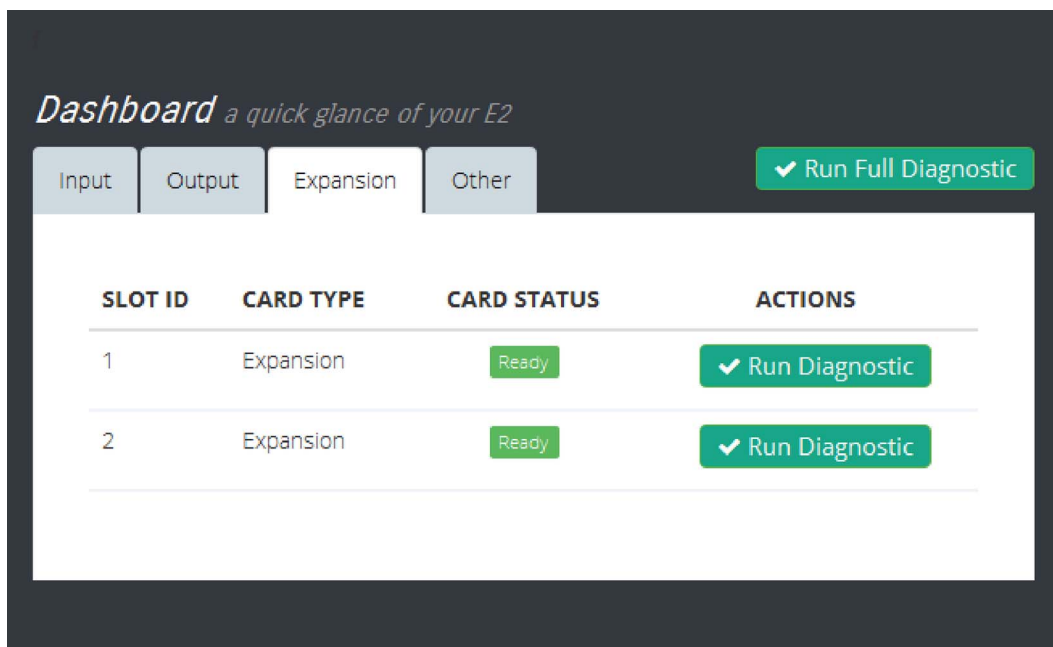 Dashboard a quick glance of your E2
Input Output Expansion Other Run Full Diagnostic
SLOT ID CARD TYPE CARD STATUS ACTIONS
1 Expansion Ready Run Diagnostic
2 Expansion Ready Run Diagnostic